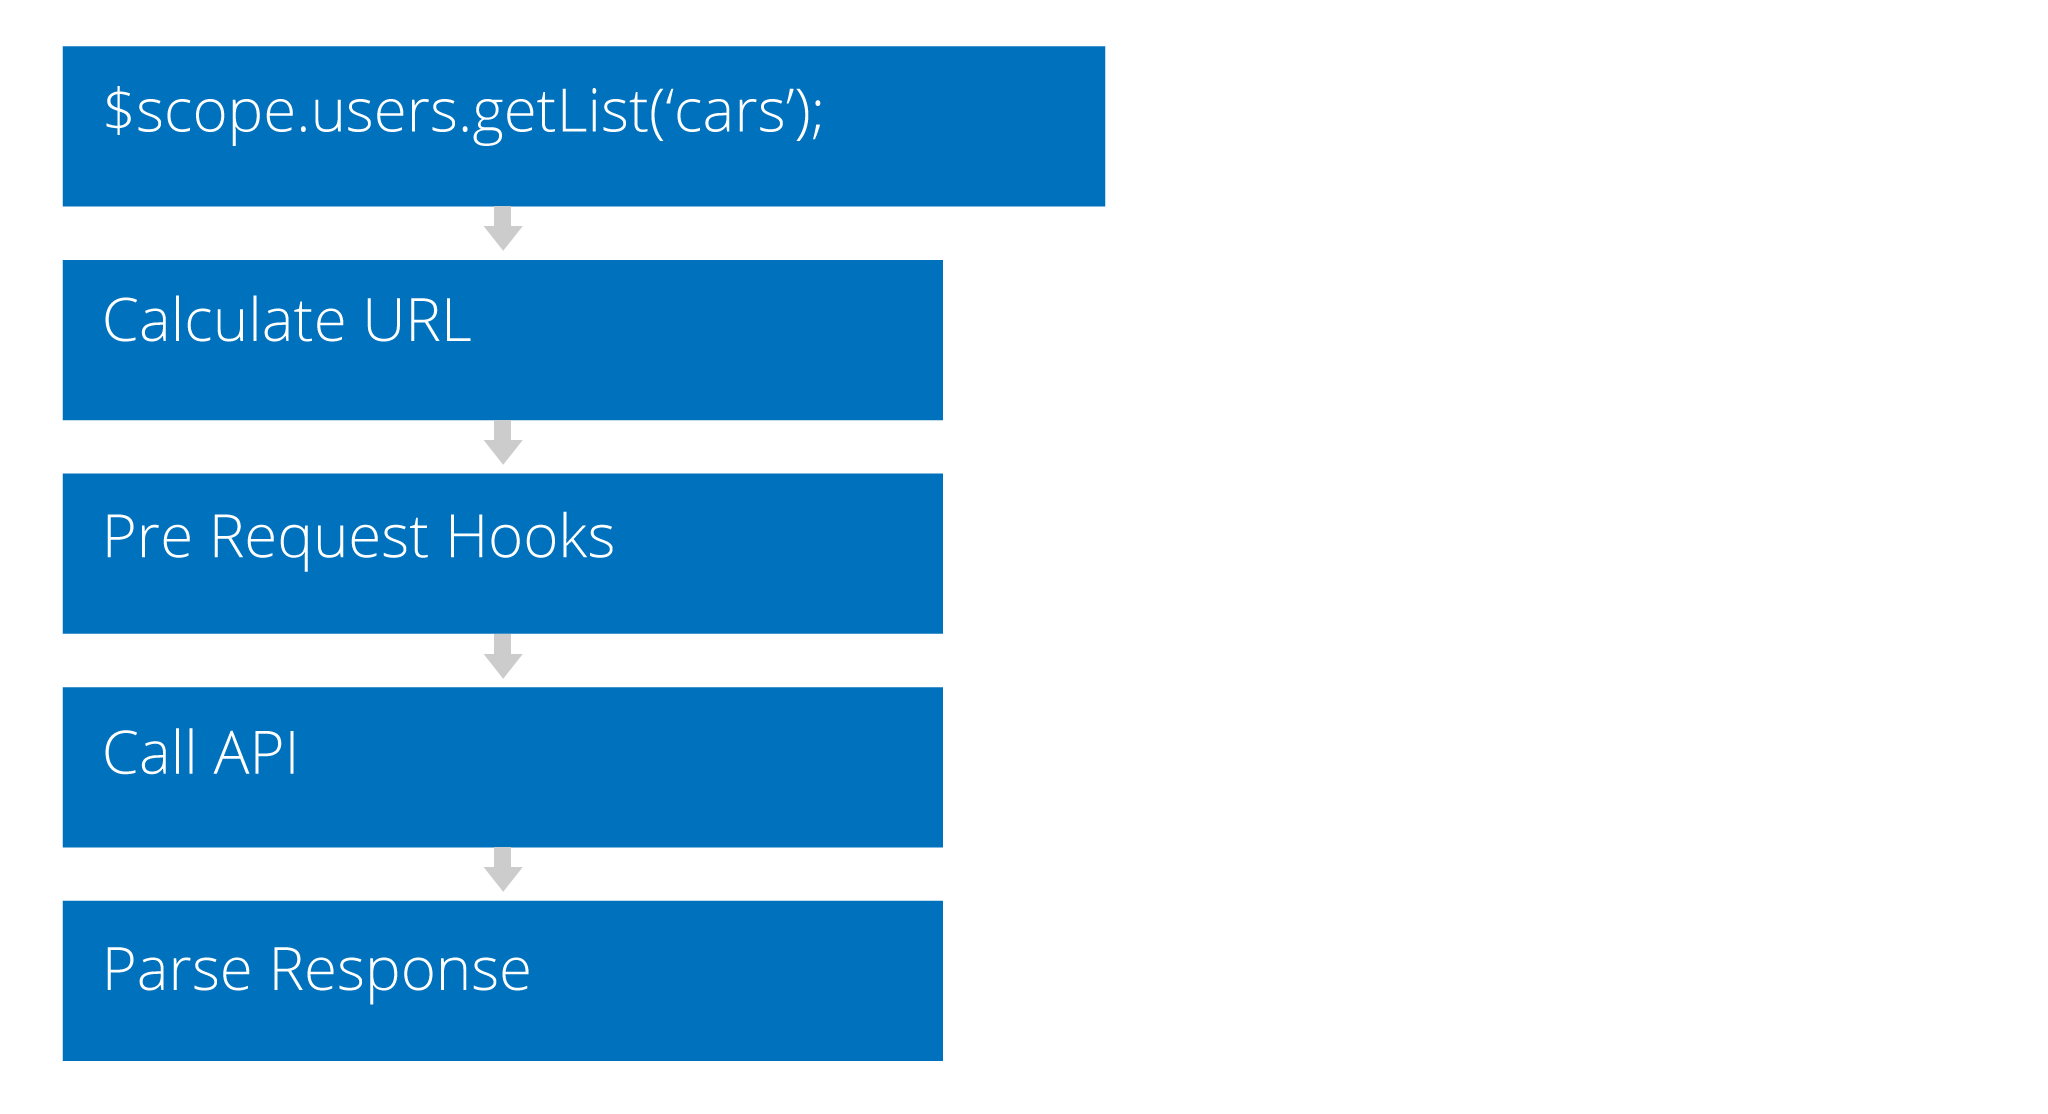 $scope.users.getList(‘cars’);
Calculate URL
Pre Request Hooks
Call API
Parse Response